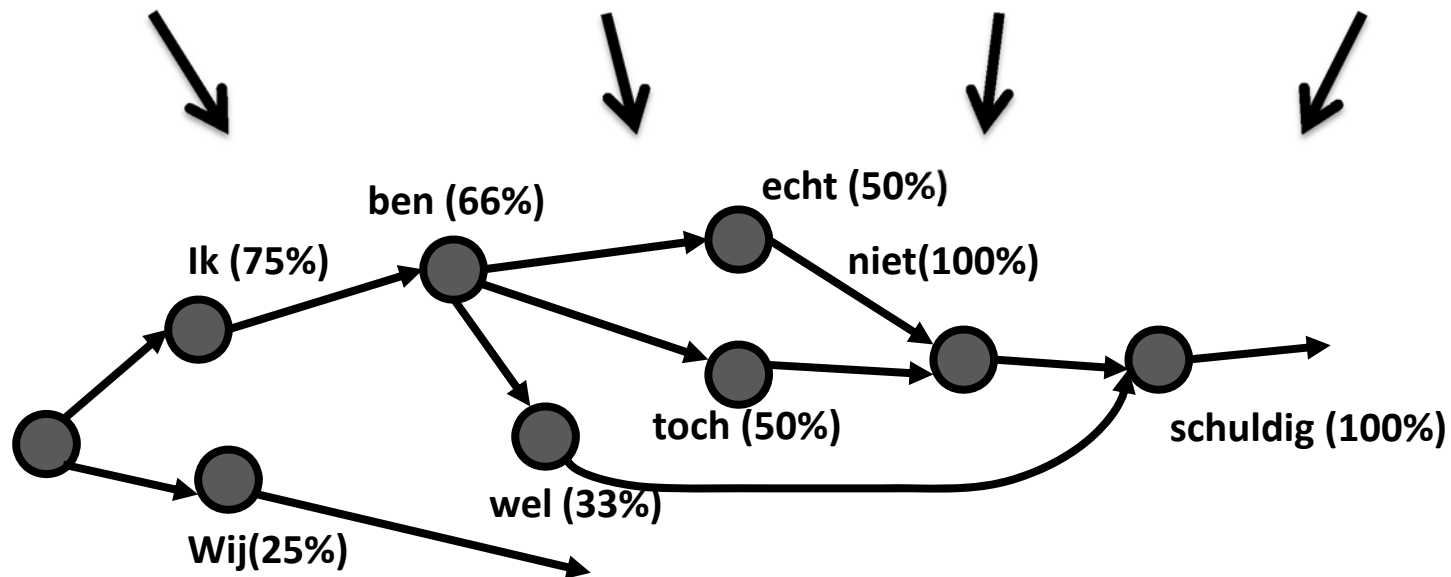 echt (50%)
ben (66%)
Ik (75%)
niet(100%)
toch (50%)
schuldig (100%)
wel (33%)
Wij(25%)